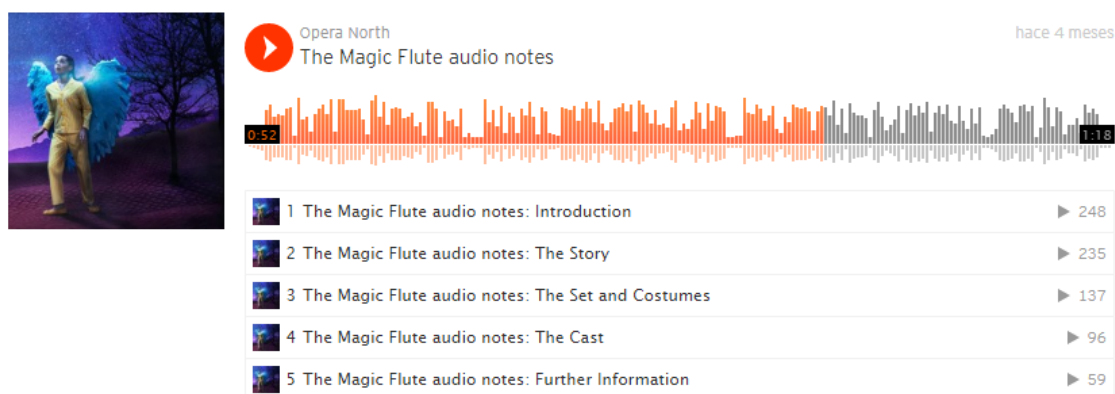 Opera North
hace 4 meses
The Magic Flute audio notes
0:52
1:18
1 The Magic Flute audio notes: Introduction 248
2 The Magic Flute audio notes: The Story 235
3 The Magic Flute audio notes: The Set and Costumes 137
4 The Magic Flute audio notes: The Cast 96
5 The Magic Flute audio notes: Further Information 59